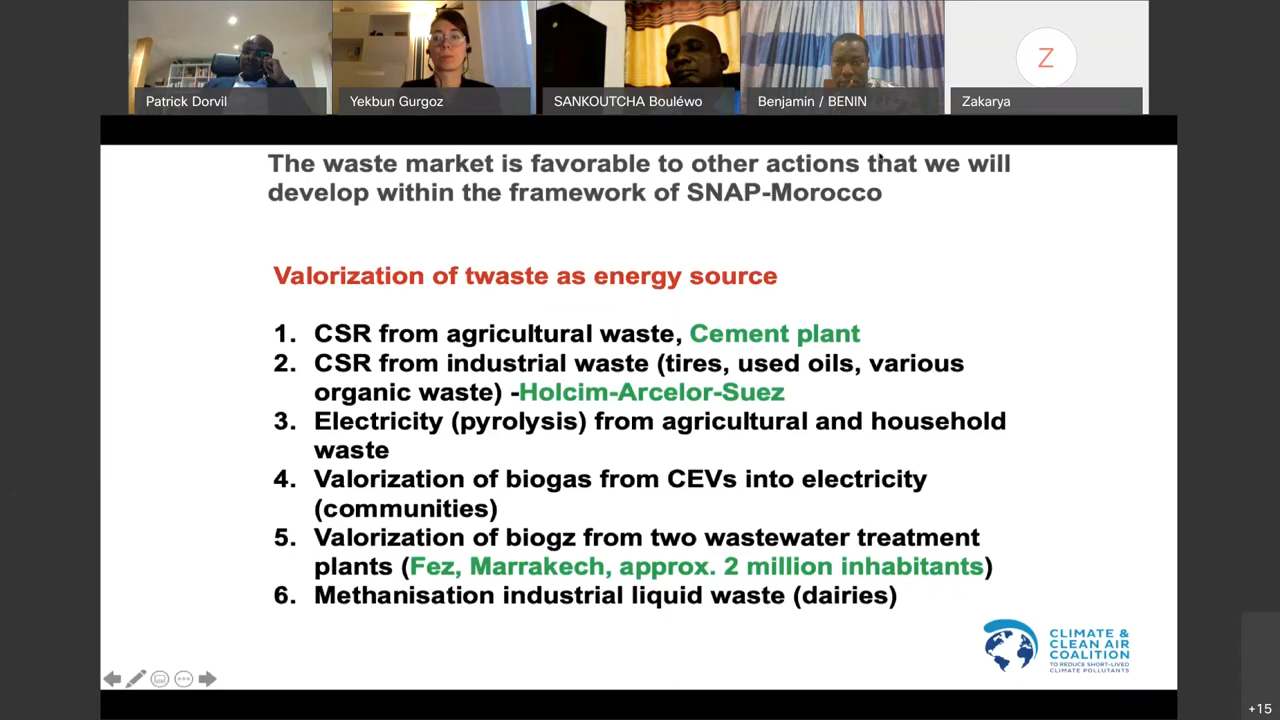 Patrick Dorvil
Yekbun Gurgoz
SANKOUTCHA Bouléwo
Benjamin / BENIN
Z
Zakarya
The waste market is favorable to other actions that we will
develop within the framework of SNAP-Morocco
Valorization of twaste as energy source
1. CSR from agricultural waste, Cement plant
2. CSR from industrial waste (tires, used oils, various
organic waste) -Holcim-Arcelor-Suez
3. Electricity (pyrolysis) from agricultural and household
waste
4. Valorization of biogas from CEVs into electricity
(communities)
5. Valorization of biogz from two wastewater treatment
plants (Fez, Marrakech, approx. 2 million inhabitants)
6. Methanisation industrial liquid waste (dairies)
CLIMATE &
CLEAN AIR
COALITION
TO REDUCE SHORT-LIVED
CLIMATE POLLUTANTS
+15